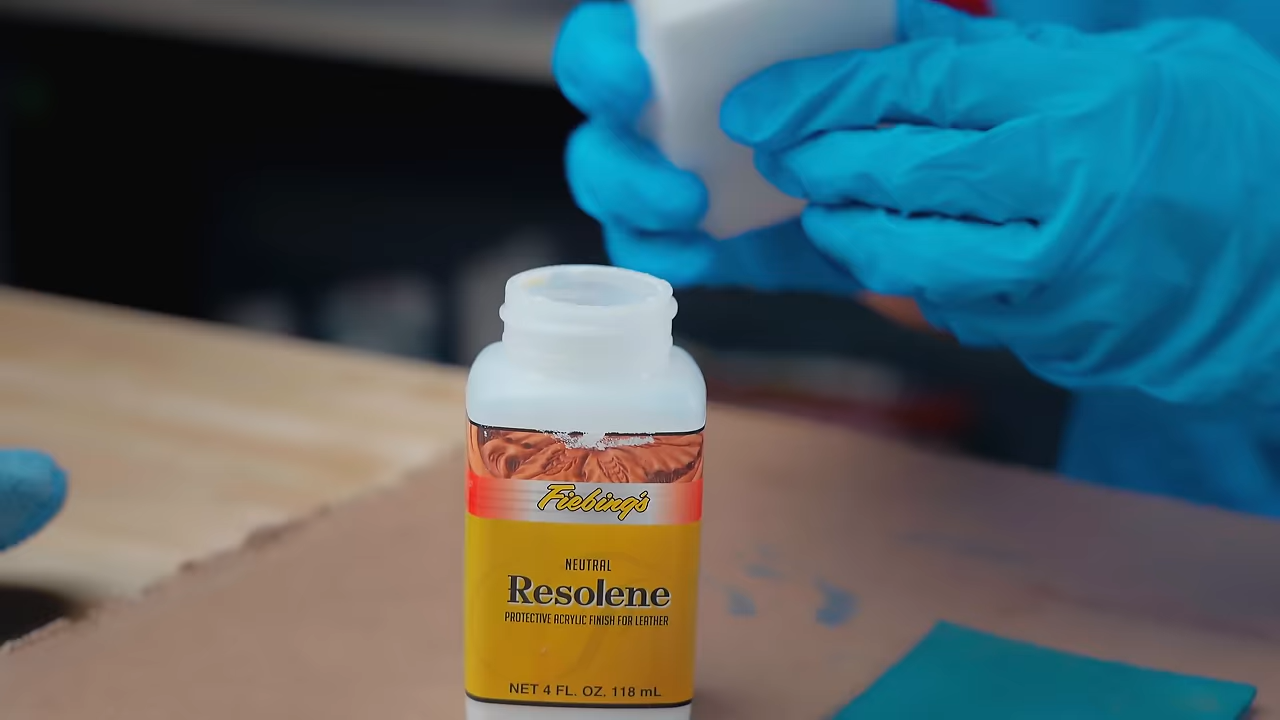 Fiebing's
NEUTRAL
Resolene
PROTECTIVE ACRYLIC FINISH FOR LEATHER
NET 4 FL. OZ. 118 mL